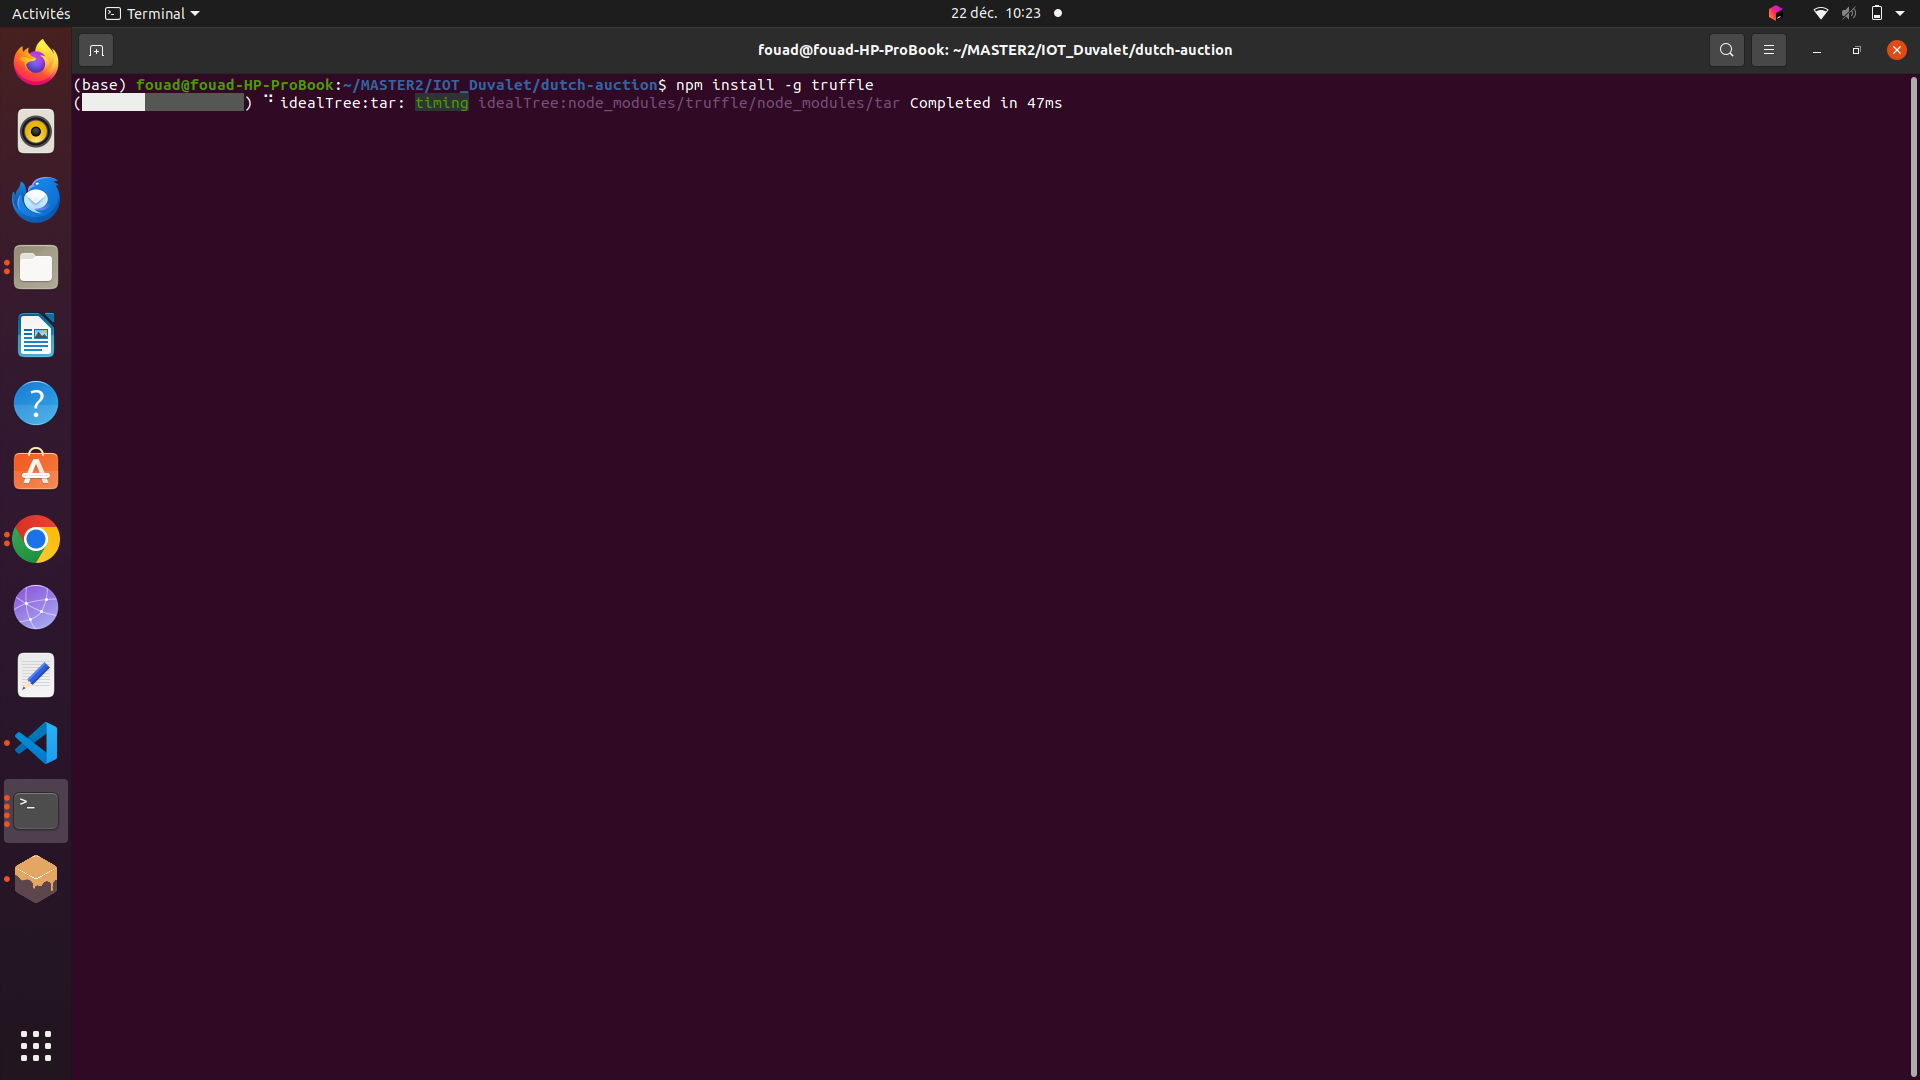 Activités
Terminal
22 déc. 10:23
fouad@fouad-HP-ProBook: ~/MASTER2/IOT_Duvalet/dutch-auction
(base) fouad@fouad-HP-ProBook:~/MASTER2/IOT_Duvalet/dutch-auction$ npm install -g truffle
( ) ⠙ idealTree:tar: timing idealTree:node_modules/truffle/node_modules/tar Completed in 47ms